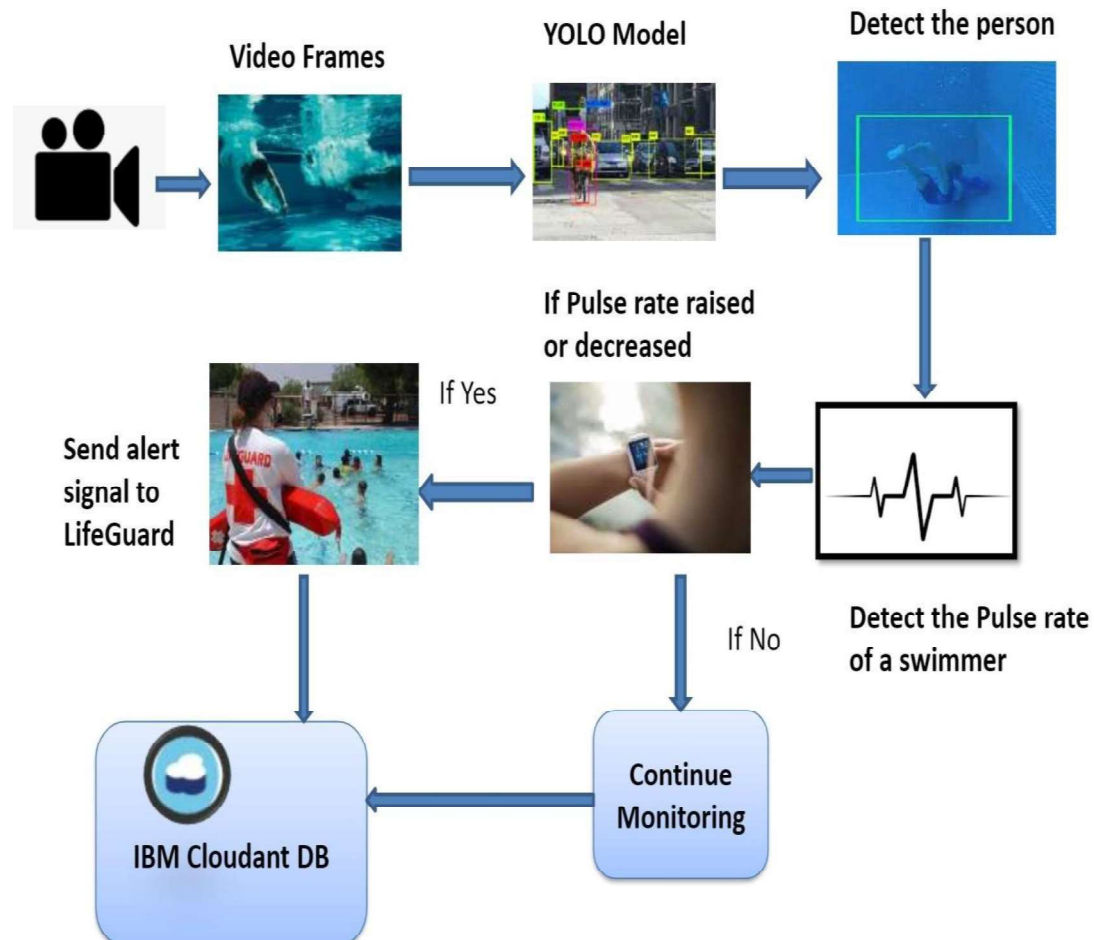 Video Frames
YOLO Model
Detect the person
If Pulse rate raised
or decreased
If Yes
Send alert
signal to
LifeGuard
GUARD
Detect the Pulse rate
of a swimmer
If No
Continue
Monitoring
IBM Cloudant DB